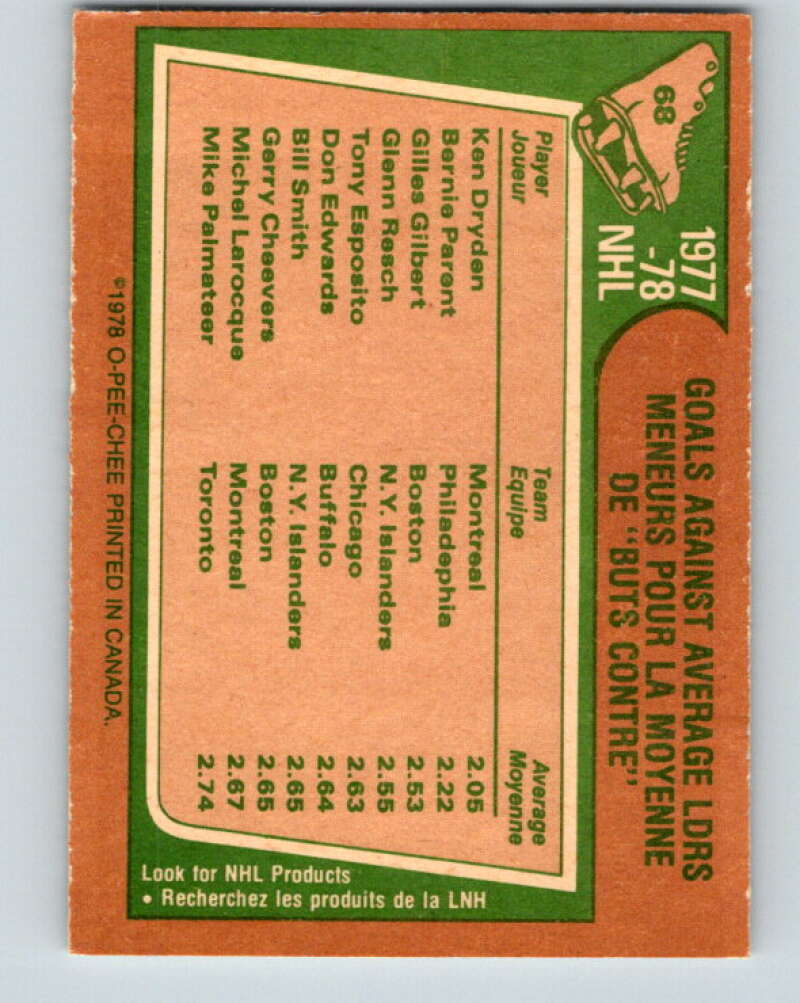 68
1977
-78
NHL
GOALS AGAINST AVERAGE LDRS
MENEURS POUR LA MOYENNE
DE "BUTS CONTRE"
Player Team Average
Joueur Equipe Moyenne
Ken Dryden Montreal 2.05
Bernie Parent Philadephia 2.22
Gilles Gilbert Boston 2.53
Glenn Resch N.Y. Islanders 2.55
Tony Esposito Chicago 2.63
Don Edwards Buffalo 2.64
Bill Smith N.Y. Islanders 2.65
Gerry Cheevers Boston 2.65
Michel Larocque Montreal 2.67
Mike Palmateer Toronto 2.74
Look for NHL Products
• Recherchez les produits de la LNH
©1978 O-PEE-CHEE PRINTED IN CANADA.